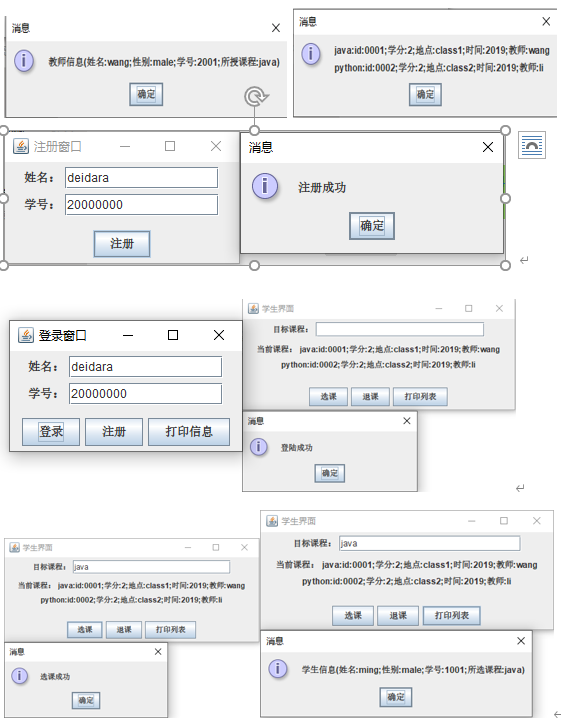 消息
教师信息(姓名:wang;性别:male;学号:2001;所授课程:java)
确定
消息
java:id:0001;学分:2;地点:class1;时间:2019;教师:wang
python:id:0002;学分:2;地点:class2;时间:2019;教师:li
确定
注册窗口
姓名: deidara
学号: 20000000
注册
消息
注册成功
确定
登录窗口
姓名: deidara
学号: 20000000
登录 注册 打印信息
学生界面
目标课程:
当前课程: java:id:0001;学分:2;地点:class1;时间:2019;教师:wang
python:id:0002;学分:2;地点:class2;时间:2019;教师:li
选课 退课 打印列表
消息
登陆成功
确定
学生界面
目标课程: java
当前课程: java:id:0001;学分:2;地点:class1;时间:2019;教师:wang
python:id:0002;学分:2;地点:class2;时间:2019;教师:li
选课 退课 打印列表
消息
选课成功
确定
学生界面
目标课程: java
当前课程: java:id:0001;学分:2;地点:class1;时间:2019;教师:wang
python:id:0002;学分:2;地点:class2;时间:2019;教师:li
选课 退课 打印列表
消息
学生信息(姓名:ming;性别:male;学号:1001;所选课程:java)
确定